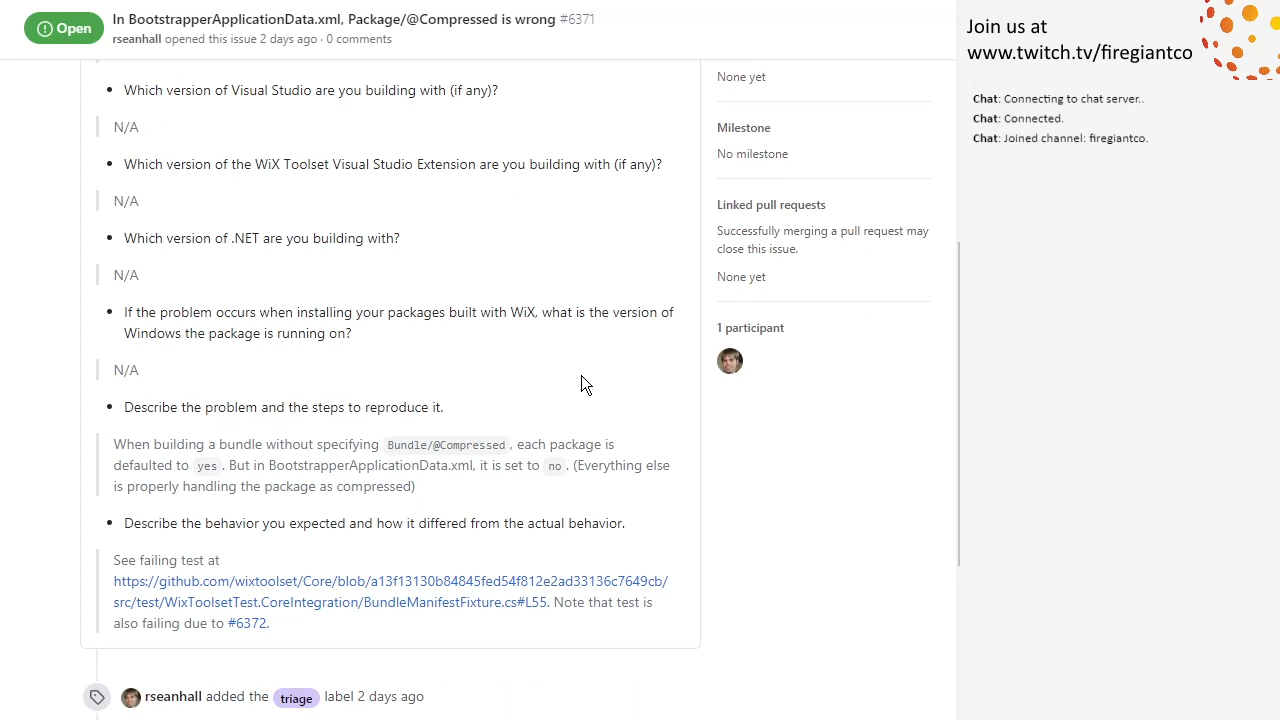 Open
In BootstrapperApplicationData.xml, Package/@Compressed is wrong #6371
rseanhall opened this issue 2 days ago · 0 comments
• Which version of Visual Studio are you building with (if any)?
N/A
• Which version of the WiX Toolset Visual Studio Extension are you building with (if any)?
N/A
• Which version of .NET are you building with?
N/A
• If the problem occurs when installing your packages built with WiX, what is the version of
Windows the package is running on?
N/A
• Describe the problem and the steps to reproduce it.
When building a bundle without specifying Bundle/@Compressed, each package is
defaulted to yes. But in BootstrapperApplicationData.xml, it is set to no. (Everything else
is properly handling the package as compressed)
• Describe the behavior you expected and how it differed from the actual behavior.
See failing test at
https://github.com/wixtoolset/Core/blob/a13f13130b84845fed54f812e2ad33136c7649cb/
src/test/WixToolsetTest.CoreIntegration/BundleManifestFixture.cs#L55. Note that test is
also failing due to #6372.
rseanhall added the triage label 2 days ago
None yet
Milestone
No milestone
Linked pull requests
Successfully merging a pull request may
close this issue.
None yet
1 participant
Join us at
www.twitch.tv/firegiantco
Chat: Connecting to chat server..
Chat: Connected.
Chat: Joined channel: firegiantco.